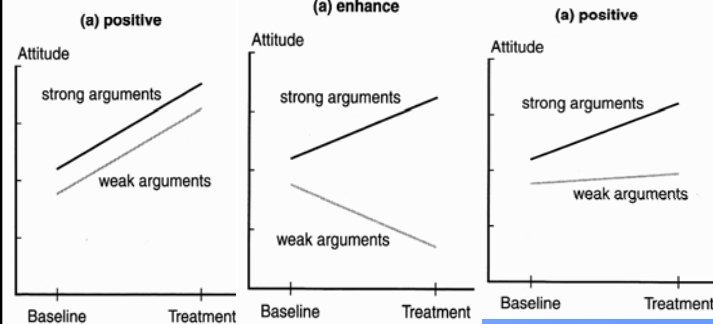 (a) positive
Attitude
strong arguments
weak arguments
Baseline Treatment
(a) enhance
Attitude
strong arguments
weak arguments
Baseline Treatment
(a) positive
Attitude
strong arguments
weak arguments
Baseline Treatment